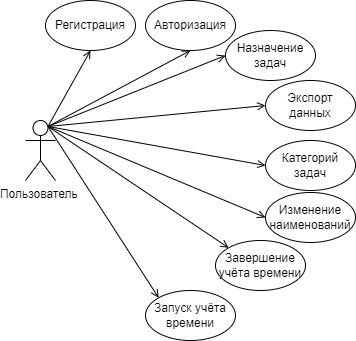 Регистрация
Авторизация
Назначение
задач
Экспорт
данных
Категорий
задач
Пользователь
Изменение
наименований
Завершение
учёта времени
Запуск учёта
времени